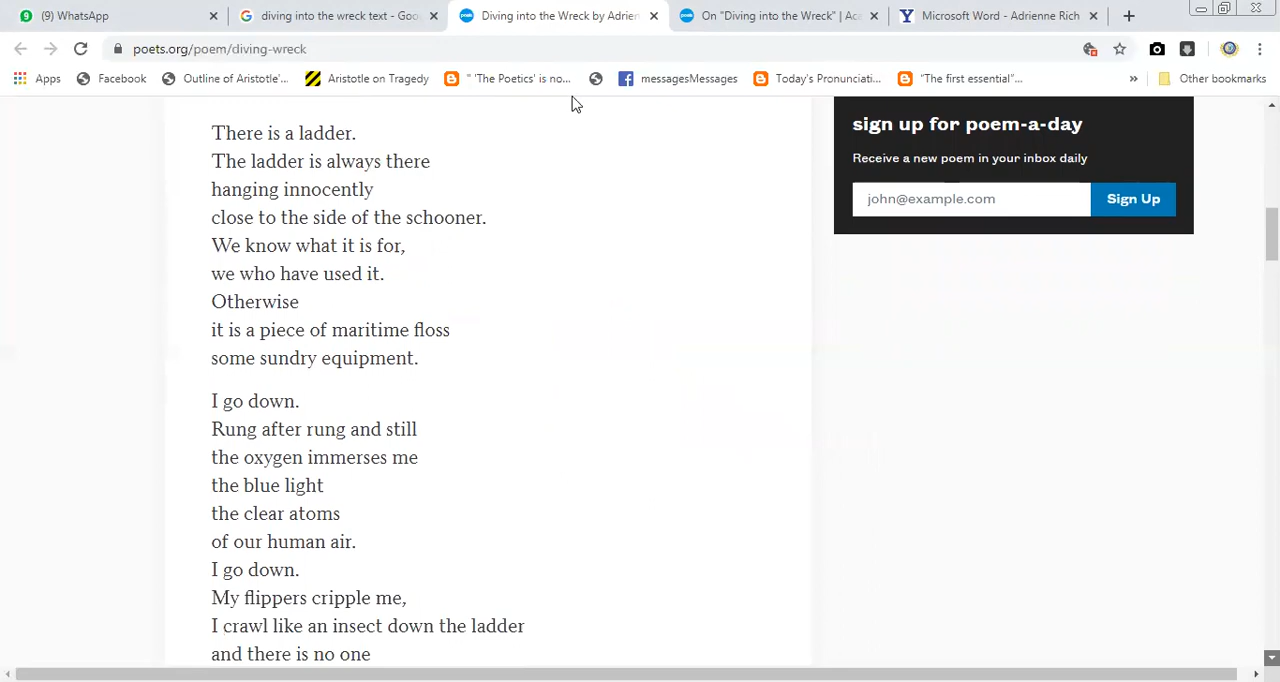 (9) WhatsApp
diving into the wreck text - Goo
Diving into the Wreck by Adrien
On "Diving into the Wreck" | Aca
Microsoft Word - Adrienne Rich
poets.org/poem/diving-wreck
Apps
Facebook
Outline of Aristotle'...
Aristotle on Tragedy
" 'The Poetics' is no...
messagesMessages
Today's Pronunciati...
"The first essential"...
»
Other bookmarks
There is a ladder.
The ladder is always there
hanging innocently
close to the side of the schooner.
We know what it is for,
we who have used it.
Otherwise
it is a piece of maritime floss
some sundry equipment.
I go down.
Rung after rung and still
the oxygen immerses me
the blue light
the clear atoms
of our human air.
I go down.
My flippers cripple me,
I crawl like an insect down the ladder
and there is no one
sign up for poem-a-day
Receive a new poem in your inbox daily
john@example.com
Sign Up